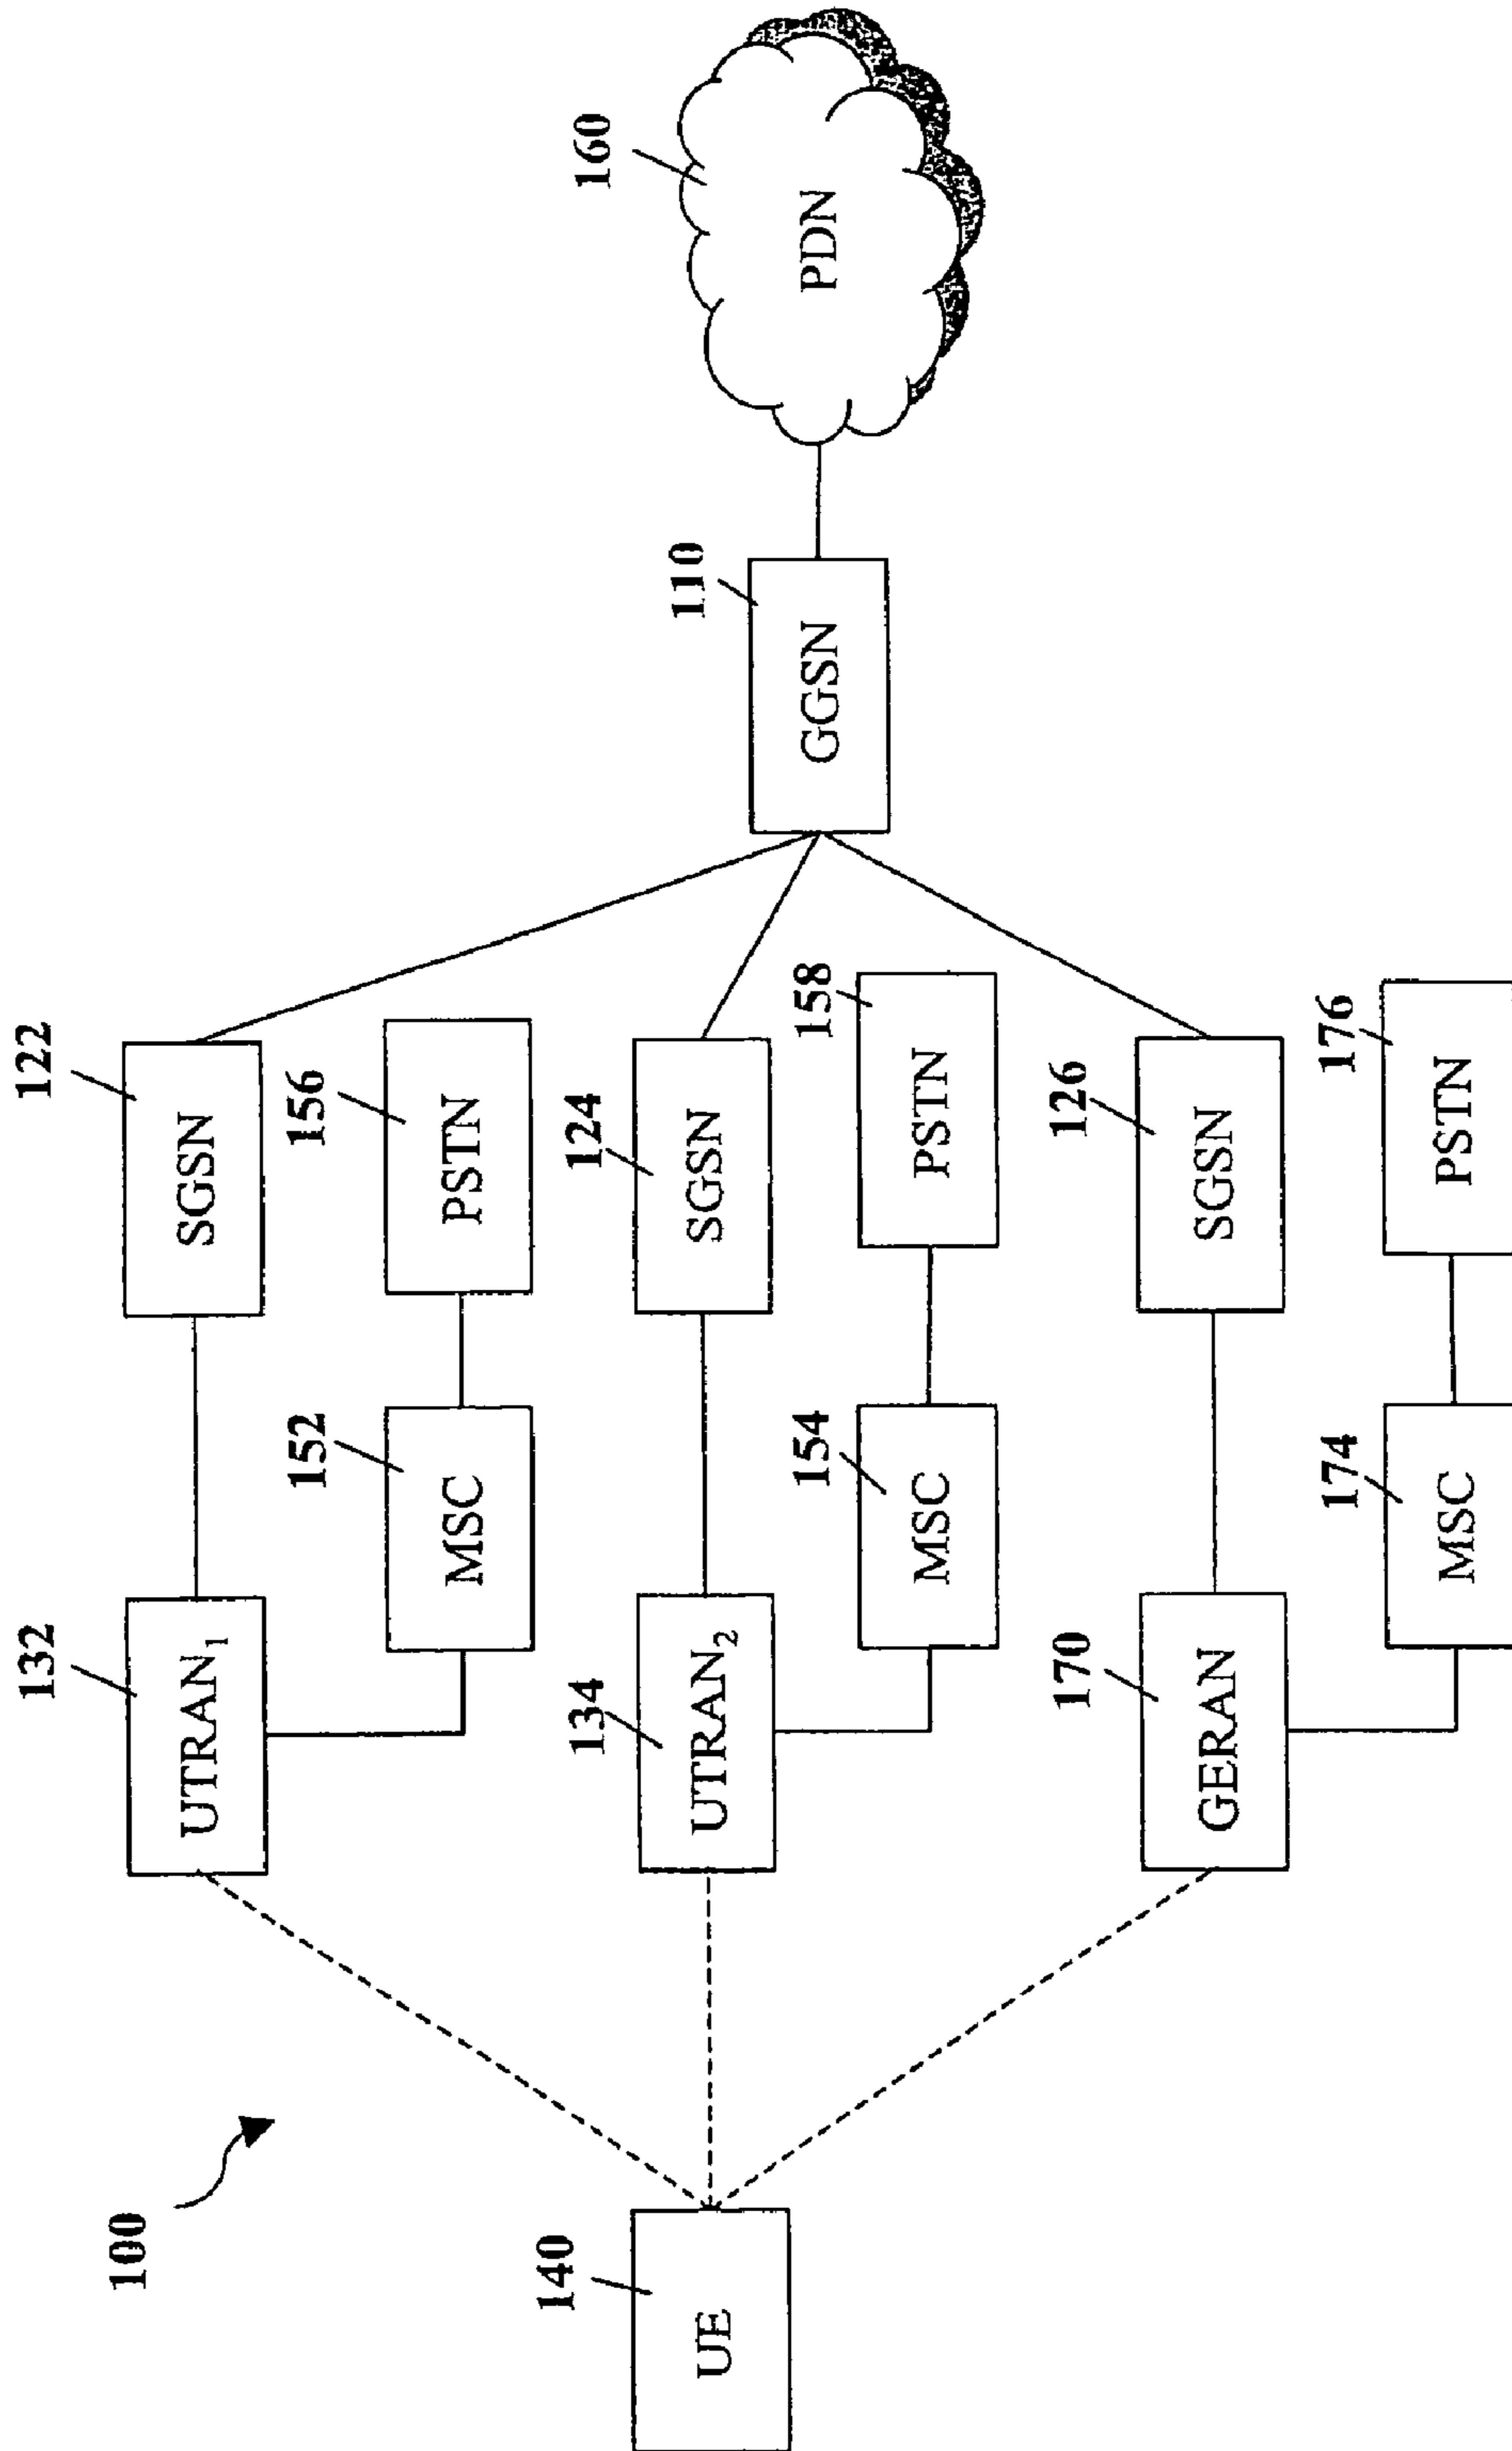 100
132
UTRAN₁
122
SGSN
152
MSC
156
PSTN
140
UE
134
UTRAN₂
124
SGSN
110
GGSN
160
PDN
154
MSC
158
PSTN
170
GERAN
126
SGSN
174
MSC
176
PSTN